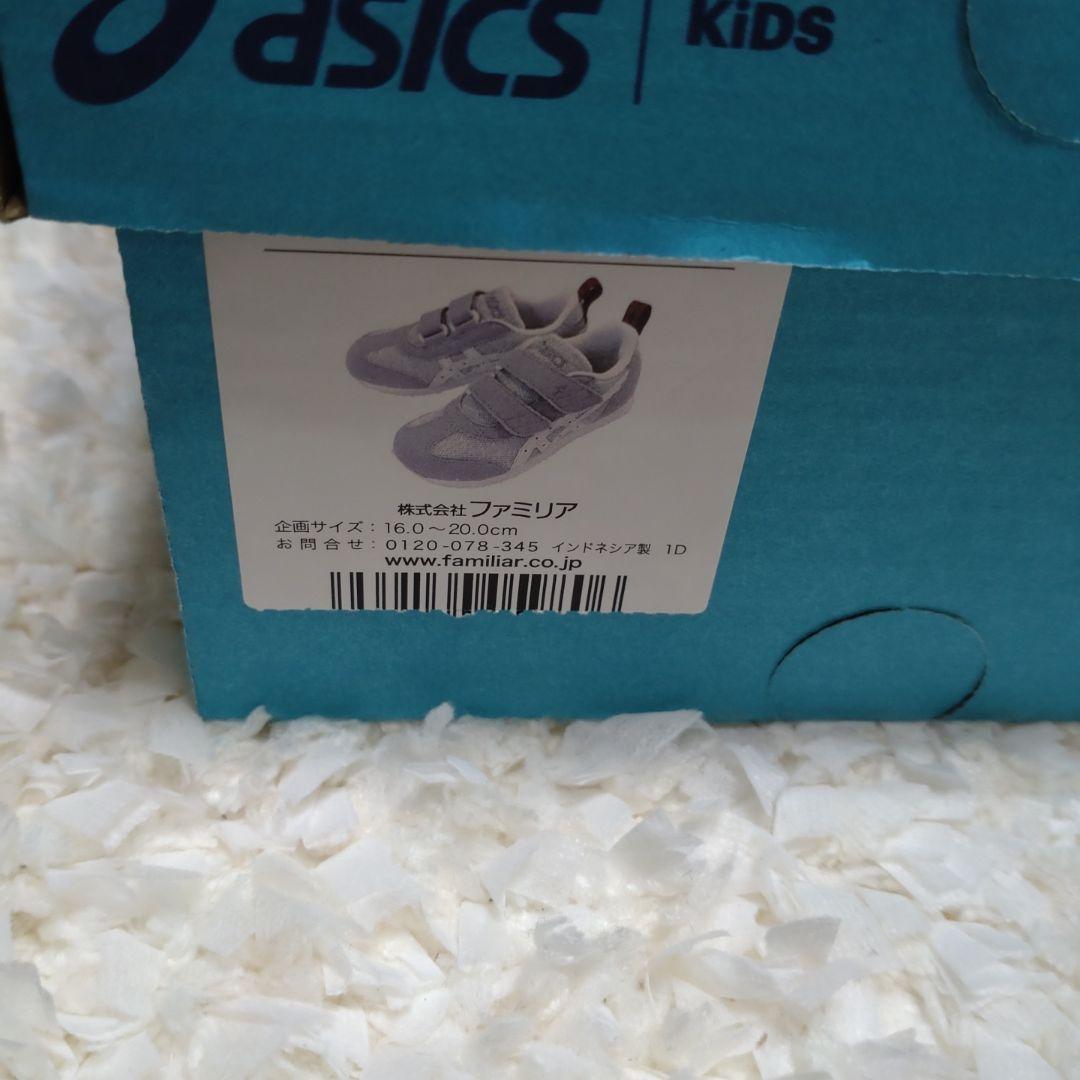 asics KiDS
株式会社ファミリア
企画サイズ：16.0～20.0cm
お問合せ：0120-078-345 インドネシア製 1D
www.familiar.co.jp